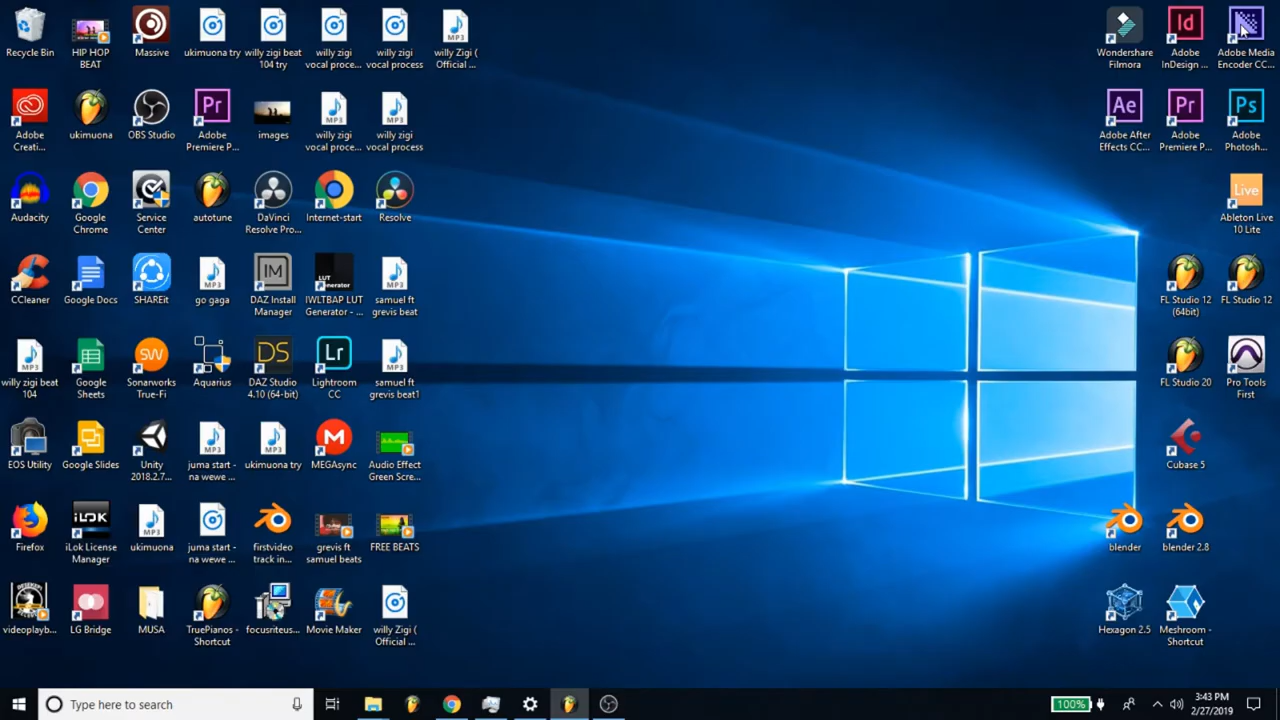 Recycle Bin
HIP HOP
BEAT
Massive
ukimuona try
willy zigi beat
104 try
willy zigi
vocal proce...
willy zigi
vocal process
willy Zigi (
Official ...
Wondershare
Filmora
Adobe
InDesign ...
Adobe Media
Encoder CC...
Adobe
Creati...
ukimuona
OBS Studio
Adobe
Premiere P...
images
willy zigi
vocal proce...
willy zigi
vocal process
Adobe After
Effects CC...
Adobe
Premiere P...
Adobe
Photosh...
Audacity
Google
Chrome
Service
Center
autotune
DaVinci
Resolve Pro...
Internet-start
Resolve
Ableton Live
10 Lite
CCleaner
Google Docs
SHAREit
go gaga
DAZ Install
Manager
IWLTBAP LUT
Generator - ...
samuel ft
grevis beat
FL Studio 12
(64bit)
FL Studio 12
willy zigi beat
104
Google
Sheets
Sonarworks
True-Fi
Aquarius
DAZ Studio
4.10 (64-bit)
Lightroom
CC
samuel ft
grevis beat1
FL Studio 20
Pro Tools
First
EOS Utility
Google Slides
Unity
2018.2.7...
juma start -
na wewe ...
ukimuona try
MEGAsync
Audio Effect
Green Scre...
Cubase 5
Firefox
iLok License
Manager
ukimuona
juma start -
na wewe ...
firstvideo
track in...
grevis ft
samuel beats
FREE BEATS
blender
blender 2.8
videoplayb...
LG Bridge
MUSA
TruePianos -
Shortcut
focusriteus...
Movie Maker
willy Zigi (
Official ...
Hexagon 2.5
Meshroom -
Shortcut
Type here to search
100%
3:43 PM
2/27/2019